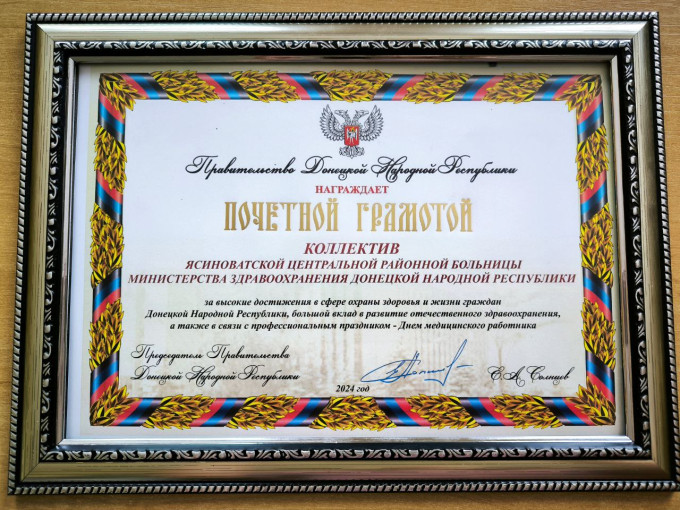 Правительство Донецкой Народной Республики
НАГРАЖДАЕТ
ПОЧЕТНОЙ ГРАМОТОЙ
КОЛЛЕКТИВ
ЯСИНОВАТСКОЙ ЦЕНТРАЛЬНОЙ РАЙОННОЙ БОЛЬНИЦЫ
МИНИСТЕРСТВА ЗДРАВООХРАНЕНИЯ ДОНЕЦКОЙ НАРОДНОЙ РЕСПУБЛИКИ
за высокие достижения в сфере охраны здоровья и жизни граждан
Донецкой Народной Республики, большой вклад в развитие отечественного здравоохранения,
а также в связи с профессиональным праздником - Днем медицинского работника
Председатель Правительства
Донецкой Народной Республики
Е.А. Солнцев
2024 год